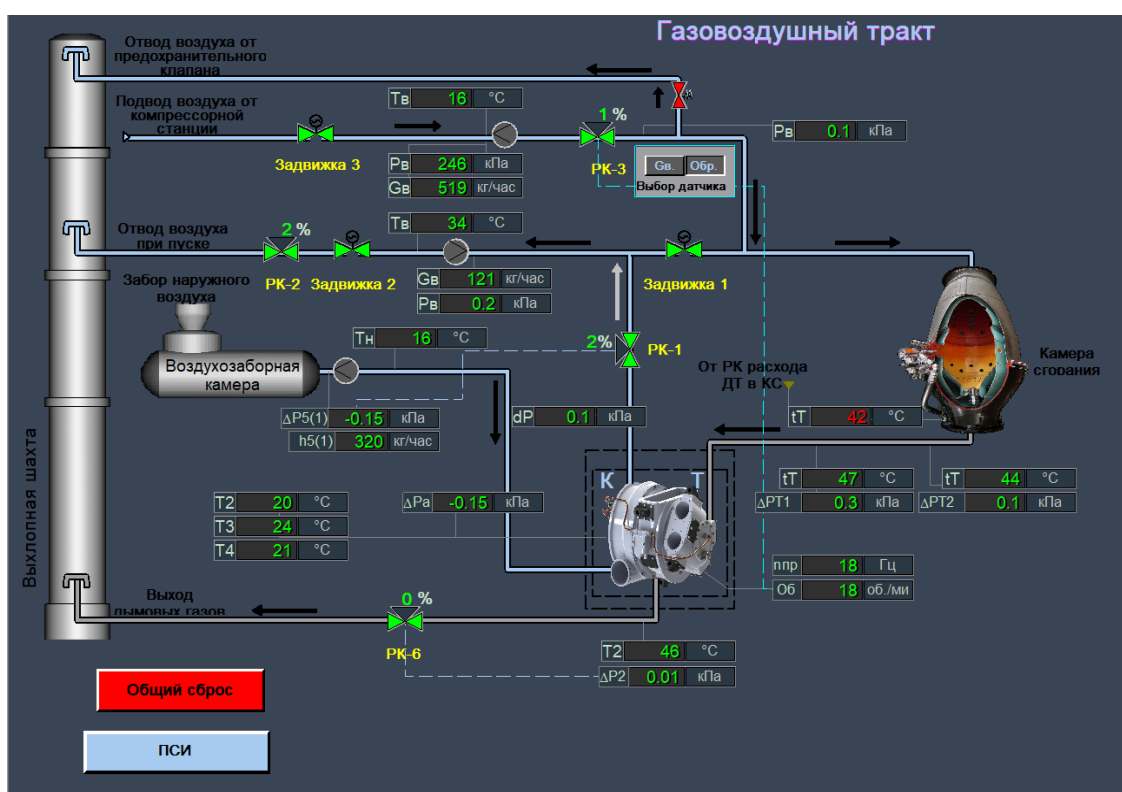 Газовоздушный тракт
Отвод воздуха от
предохранительного
клапана
Подвод воздуха от
компрессорной
станции
Тв 16 °C
1 %
Рв 0.1 кПа
Задвижка 3
Рв 246 кПа
Gв 519 кг/час
РК-3
Gв. Обр.
Выбор датчика
Тв 34 °C
Отвод воздуха
при пуске
2 %
РК-2
Задвижка 2
Gв 121 кг/час
Рв 0.2 кПа
Задвижка 1
Забор наружного
воздуха
Воздухозаборная
камера
Тн 16 °C
2%
РК-1
От РК расхода
ДТ в КС
Камера
сгорания
ΔP5(1) -0.15 кПа
h5(1) 320 кг/час
dP 0.1 кПа
tT 42 °C
К Т
tT 47 °C
ΔPT1 0.3 кПа
tT 44 °C
ΔPT2 0.1 кПа
T2 20 °C
T3 24 °C
T4 21 °C
ΔPa -0.15 кПа
ппр 18 Гц
Об 18 об./ми
Выхлопная шахта
Выход
дымовых газов
0 %
РК-6
T2 46 °C
ΔP2 0.01 кПа
Общий сброс
ПСИ